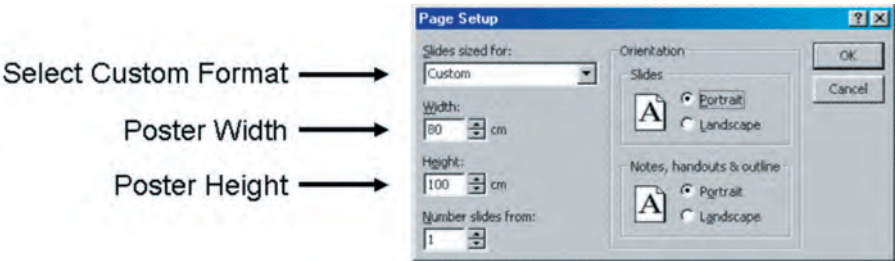 Select Custom Format
Poster Width
Poster Height
Page Setup
Slides sized for:
Custom
Width:
80 cm
Height:
100 cm
Number slides from:
1
Orientation
Slides
A
Portrait
Landscape
Notes, handouts & outline
A
Portrait
Landscape
OK
Cancel